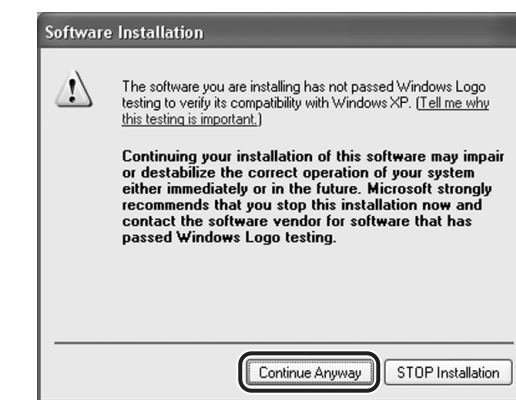 Software Installation
The software you are installing has not passed Windows Logo
testing to verify its compatibility with Windows XP. (Tell me why
this testing is important.)
Continuing your installation of this software may impair
or destabilize the correct operation of your system
either immediately or in the future. Microsoft strongly
recommends that you stop this installation now and
contact the software vendor for software that has
passed Windows Logo testing.
Continue Anyway STOP Installation